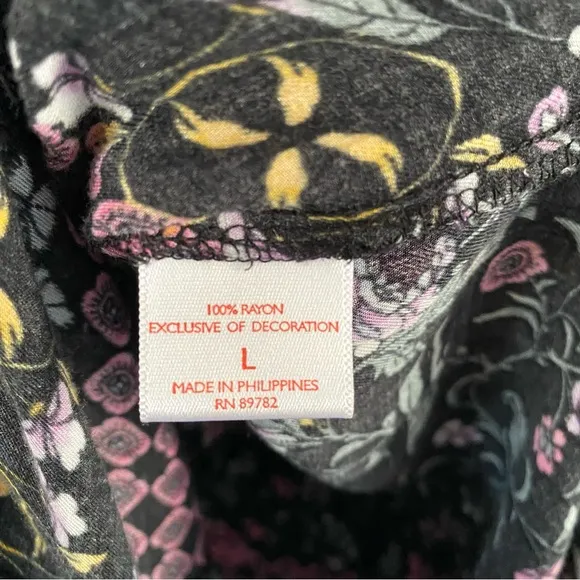 100% RAYON
EXCLUSIVE OF DECORATION
L
MADE IN PHILIPPINES
RN 89782